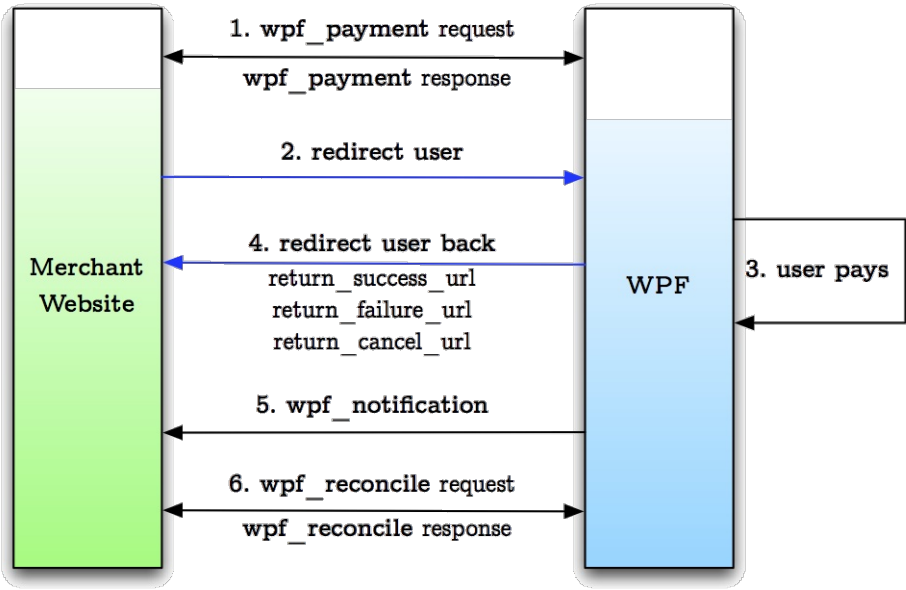 1. wpf_payment request
wpf_payment response
2. redirect user
4. redirect user back
return_success_url
return_failure_url
return_cancel_url
Merchant
Website
WPF
3. user pays
5. wpf_notification
6. wpf_reconcile request
wpf_reconcile response